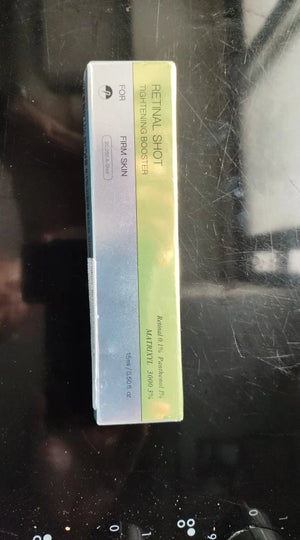 RETINAL SHOT
TIGHTENING BOOSTER
FOR FIRM SKIN
Retinal 0.1% Panthenol 1%
MATRIXYL 3000 3%
15ml / 0.50 fl. oz